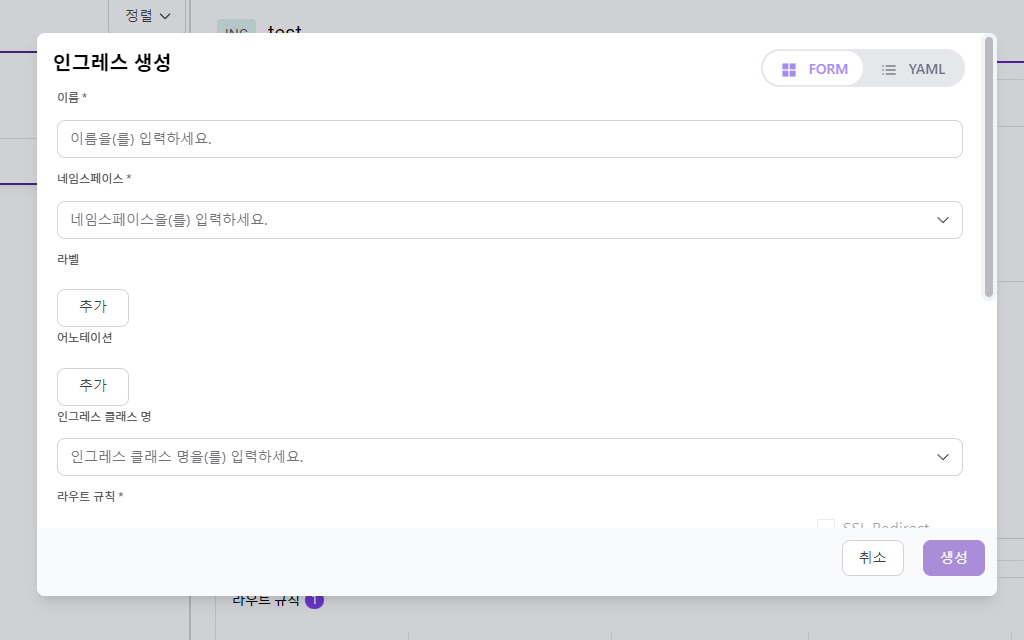 정렬
test
인그레스 생성
FORM
YAML
이름 *
이름을(를) 입력하세요.
네임스페이스 *
네임스페이스을(를) 입력하세요.
라벨
추가
어노테이션
추가
인그레스 클래스 명
인그레스 클래스 명을(를) 입력하세요.
라우트 규칙 *
SSL Redirect
취소
생성
라우트 규칙 1